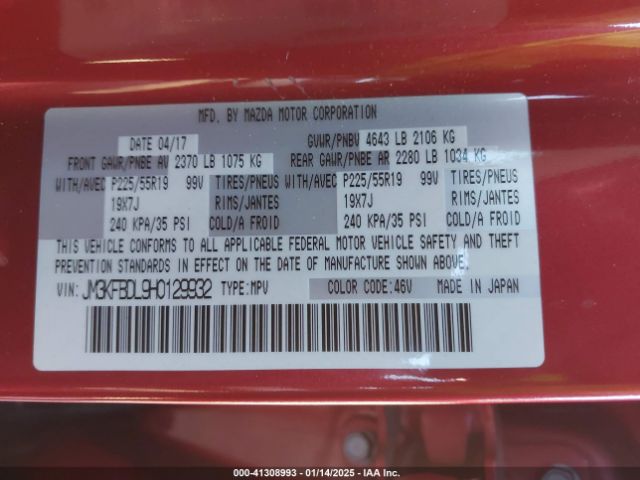 MFD. BY MAZDA MOTOR CORPORATION
DATE 04/17 GVWR/PNBV 4643 LB 2106 KG
FRONT GAWR/PNBE AV 2370 LB 1075 KG REAR GAWR/PNBE AR 2280 LB 1034 KG
WITH/AVEC P225/55R19 99V TIRES/PNEUS WITH/AVEC P225/55R19 99V TIRES/PNEUS
19X7J RIMS/JANTES 19X7J RIMS/JANTES
240 KPA/35 PSI COLD/A FROID 240 KPA/35 PSI COLD/A FROID
THIS VEHICLE CONFORMS TO ALL APPLICABLE FEDERAL MOTOR VEHICLE SAFETY AND THEFT
PREVENTION STANDARDS IN EFFECT ON THE DATE OF MANUFACTURE SHOWN ABOVE.
VIN: JM3KFBDL9H0129932 TYPE:MPV COLOR CODE:46V MADE IN JAPAN
000-41308993 - 01/14/2025 - IAA Inc.